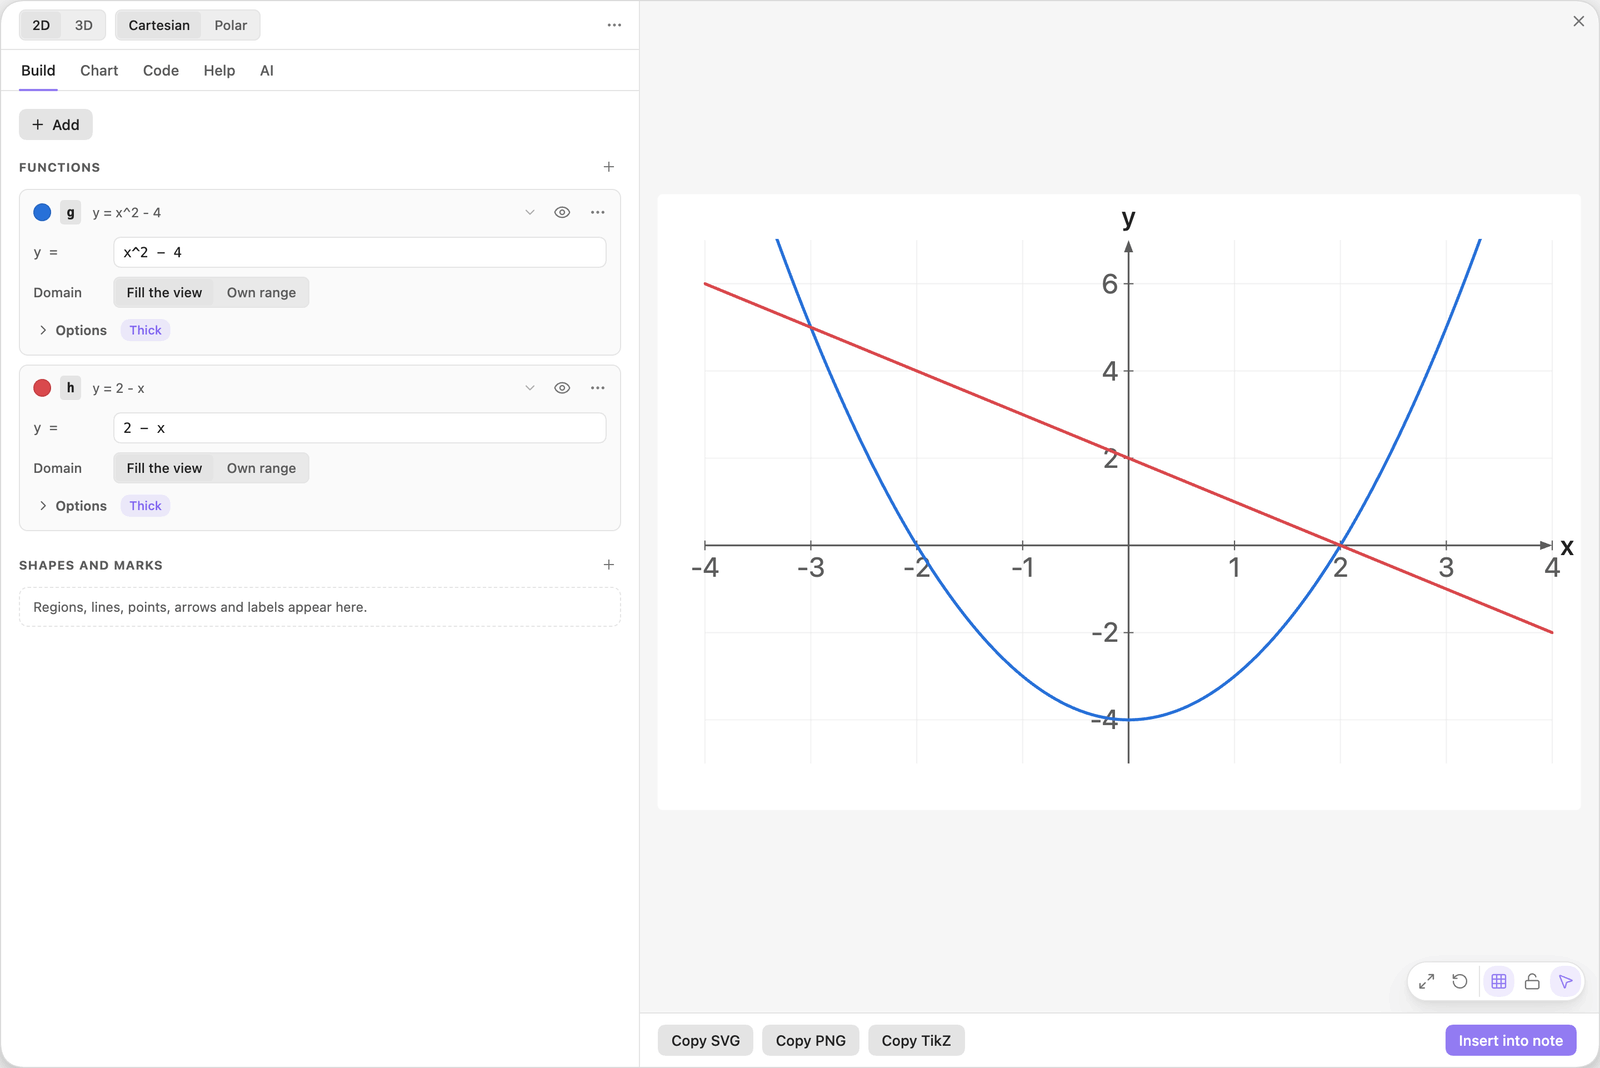 2D 3D Cartesian Polar
Build Chart Code Help AI
+ Add
FUNCTIONS
g y = x^2 - 4
y = x^2 − 4
Domain Fill the view Own range
Options Thick
h y = 2 - x
y = 2 − x
Domain Fill the view Own range
Options Thick
SHAPES AND MARKS
Regions, lines, points, arrows and labels appear here.
y
6
4
2
x
-4 -3 -2 -1 1 2 3 4
-2
-4
Copy SVG Copy PNG Copy TikZ Insert into note